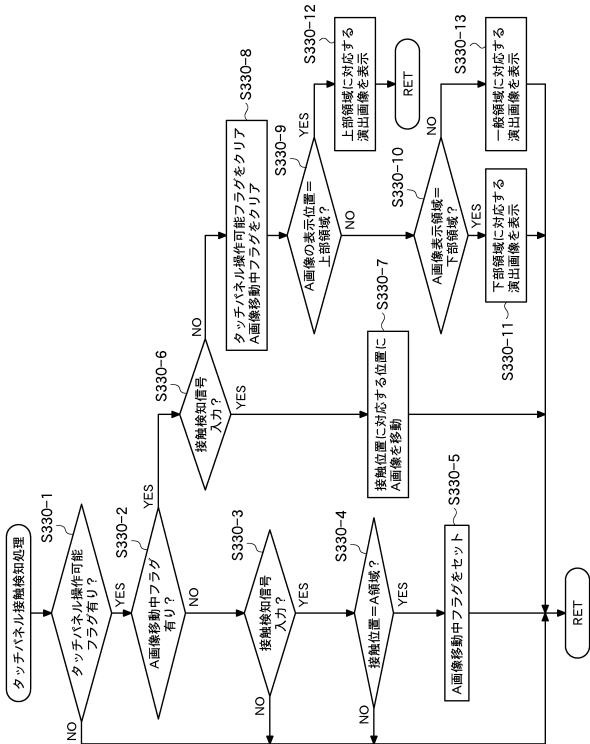 タッチパネル接触検知処理
S330-1
タッチパネル操作可能
フラグ有り？
NO
YES
S330-2
A画像移動中フラグ
有り？
YES
NO
S330-3
接触検知信号
入力？
NO
YES
S330-4
接触位置＝A領域？
NO
YES
S330-5
A画像移動中フラグをセット
RET
S330-6
接触検知信号
入力？
NO
YES
S330-7
接触位置に対応する位置に
A画像を移動
S330-8
タッチパネル操作可能フラグをクリア
A画像移動中フラグをクリア
S330-9
A画像の表示位置＝
上部領域？
YES
NO
S330-12
上部領域に対応する
演出画像を表示
RET
S330-10
A画像表示領域＝
下部領域？
NO
YES
S330-11
下部領域に対応する
演出画像を表示
S330-13
一般領域に対応する
演出画像を表示